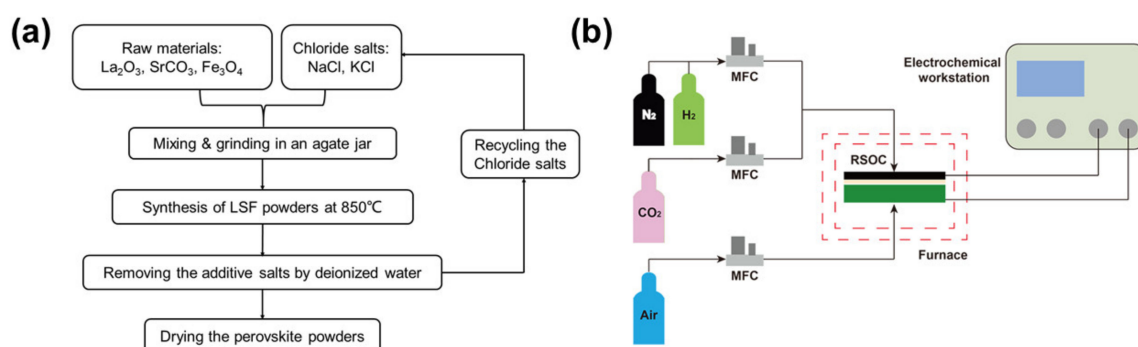 (a)
Raw materials:
La₂O₃, SrCO₃, Fe₃O₄
Chloride salts:
NaCl, KCl
Mixing & grinding in an agate jar
Recycling the
Chloride salts
Synthesis of LSF powders at 850℃
Removing the additive salts by deionized water
Drying the perovskite powders
(b)
N₂
H₂
MFC
CO₂
MFC
Air
MFC
RSOC
Furnace
Electrochemical
workstation